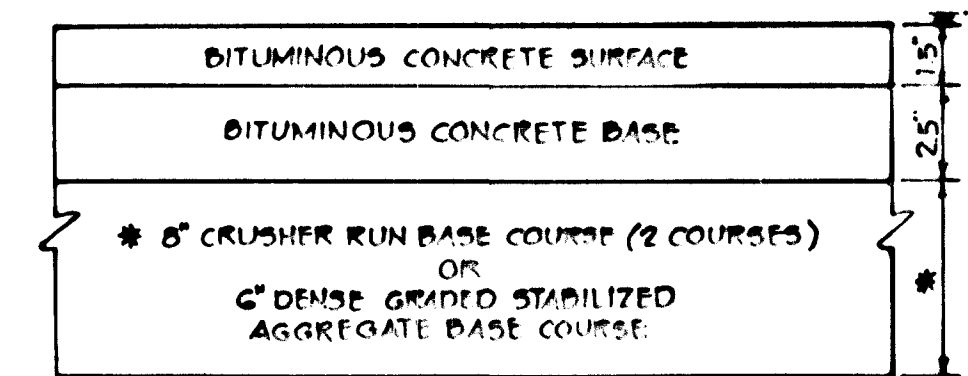 BITUMINOUS CONCRETE SURFACE
1.5"
BITUMINOUS CONCRETE BASE
2.5"
* 8" CRUSHER RUN BASE COURSE (2 COURSES)
OR
6" DENSE GRADED STABILIZED
AGGREGATE BASE COURSE
*